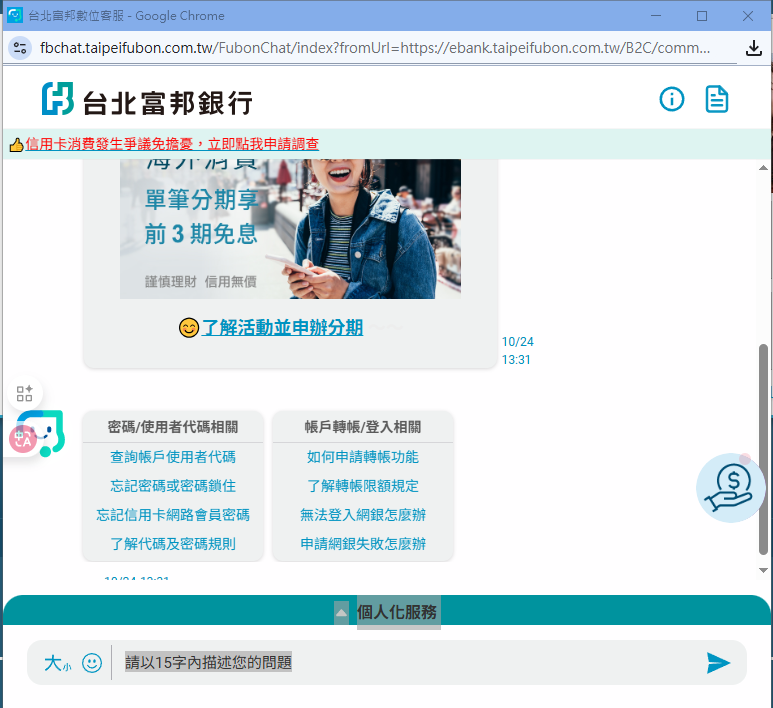 台北富邦數位客服 - Google Chrome
fbchat.taipeifubon.com.tw/FubonChat/index?fromUrl=https://ebank.taipeifubon.com.tw/B2C/comm...
台北富邦銀行
👍信用卡消費發生爭議免擔憂，立即點我申請調查
海外消費
單筆分期享
前 3 期免息
謹慎理財 信用無價
😊了解活動並申辦分期
10/24
13:31
密碼/使用者代碼相關
查詢帳戶使用者代碼
忘記密碼或密碼鎖住
忘記信用卡網路會員密碼
了解代碼及密碼規則
帳戶轉帳/登入相關
如何申請轉帳功能
了解轉帳限額規定
無法登入網銀怎麼辦
申請網銀失敗怎麼辦
10/24 13:31
個人化服務
大小
請以15字內描述您的問題